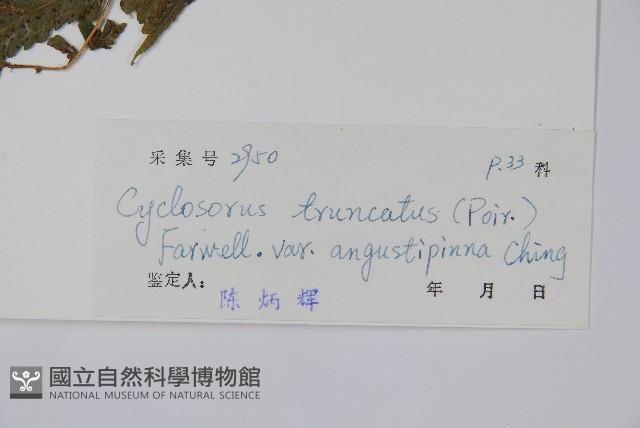 采集号 2950 P.33 科
Cyclosorus truncatus (Poir.)
Farwell. var. angustipinna Ching
鉴定人: 陈炳辉 年 月 日
國立自然科學博物館
NATIONAL MUSEUM OF NATURAL SCIENCE